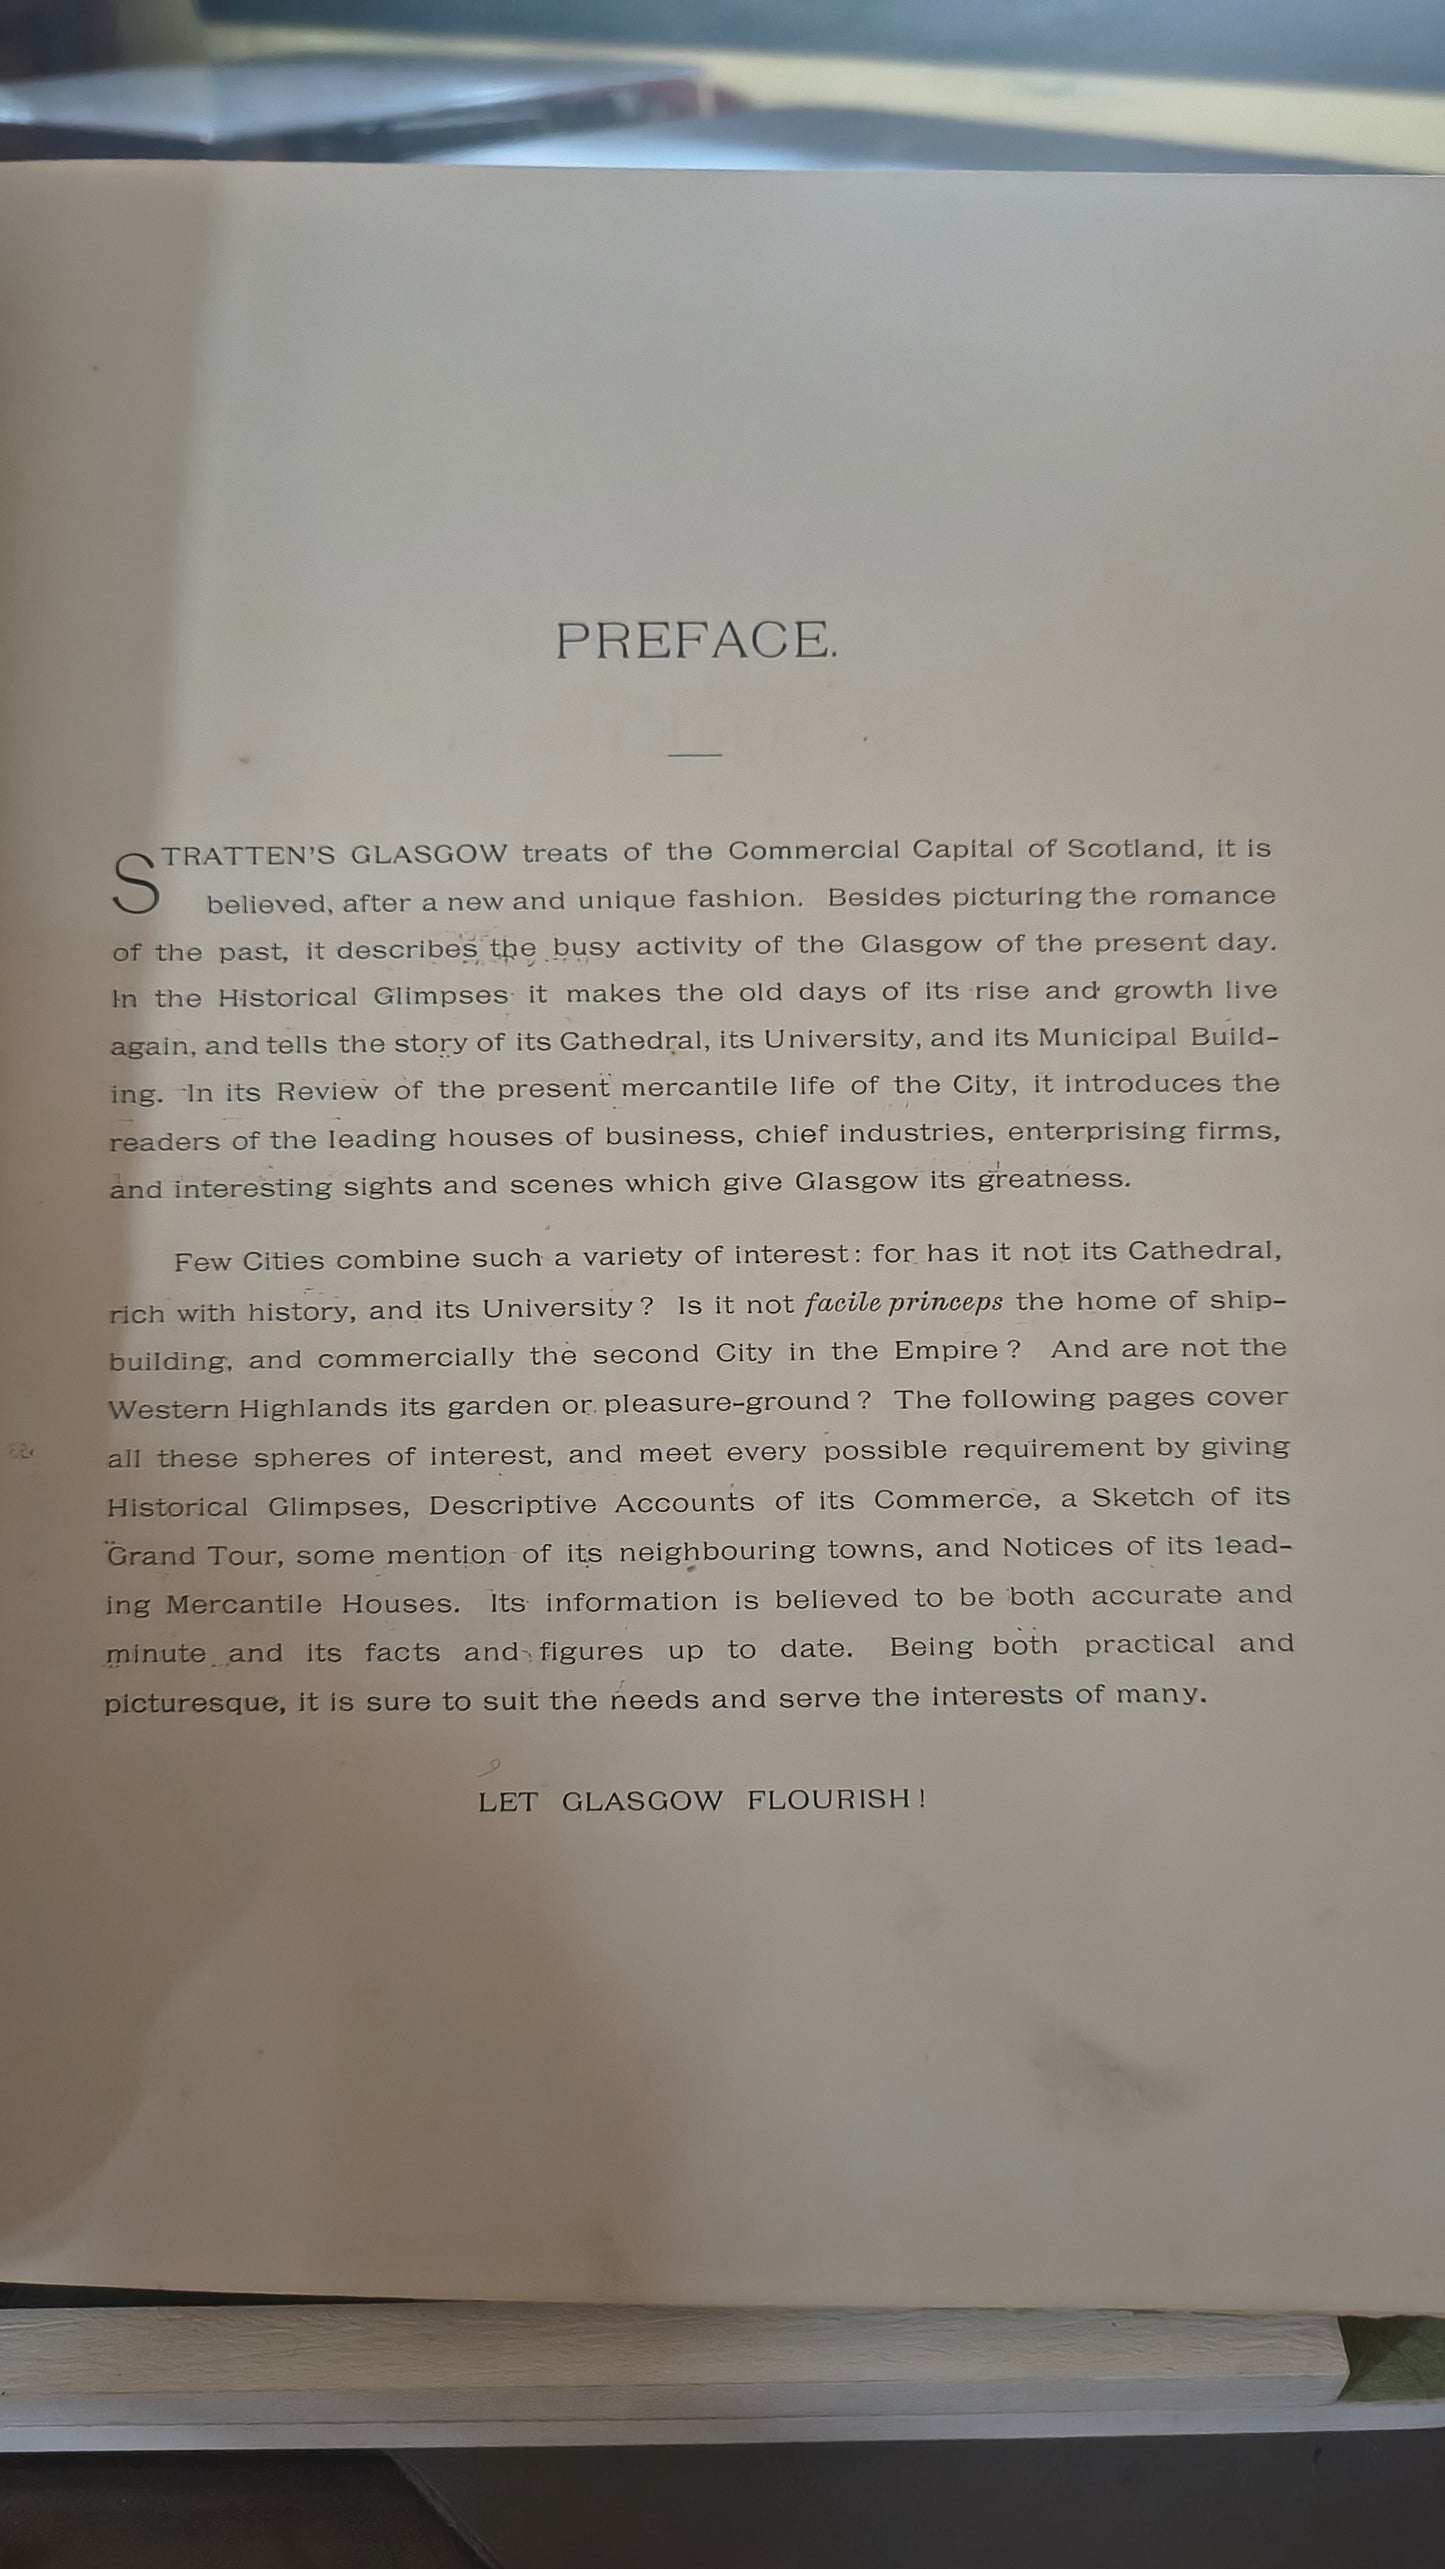 PREFACE.
STRATTEN'S GLASGOW treats of the Commercial Capital of Scotland, it is
believed, after a new and unique fashion. Besides picturing the romance
of the past, it describes the busy activity of the Glasgow of the present day.
In the Historical Glimpses it makes the old days of its rise and growth live
again, and tells the story of its Cathedral, its University, and its Municipal Build-
ing. In its Review of the present mercantile life of the City, it introduces the
readers of the leading houses of business, chief industries, enterprising firms,
and interesting sights and scenes which give Glasgow its greatness.
Few Cities combine such a variety of interest: for has it not its Cathedral,
rich with history, and its University? Is it not facile princeps the home of ship-
building, and commercially the second City in the Empire? And are not the
Western Highlands its garden or pleasure-ground? The following pages cover
all these spheres of interest, and meet every possible requirement by giving
Historical Glimpses, Descriptive Accounts of its Commerce, a Sketch of its
Grand Tour, some mention of its neighbouring towns, and Notices of its lead-
ing Mercantile Houses. Its information is believed to be both accurate and
minute and its facts and figures up to date. Being both practical and
picturesque, it is sure to suit the needs and serve the interests of many.
LET GLASGOW FLOURISH!